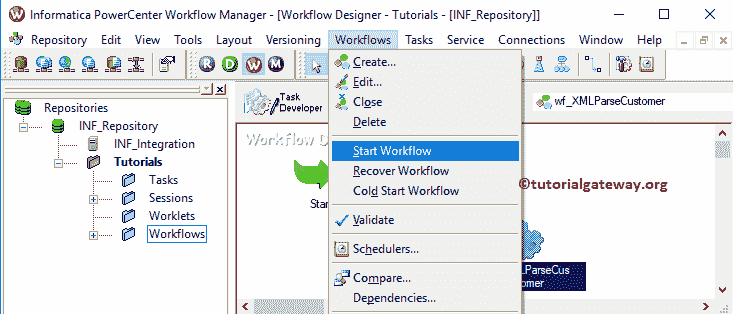 Informatica PowerCenter Workflow Manager - [Workflow Designer - Tutorials - [INF_Repository]]
Repository Edit View Tools Layout Versioning Workflows Tasks Service Connections Window Help
R D W M
Repositories
INF_Repository
INF_Integration
Tutorials
Tasks
Sessions
Worklets
Workflows
Task
Developer
wf_XMLParseCustomer
Workflow D
Star
Create...
Edit...
Close
Delete
Start Workflow
Recover Workflow
Cold Start Workflow
Validate
Schedulers...
Compare...
Dependencies...
©tutorialgateway.org
LParseCus
omer